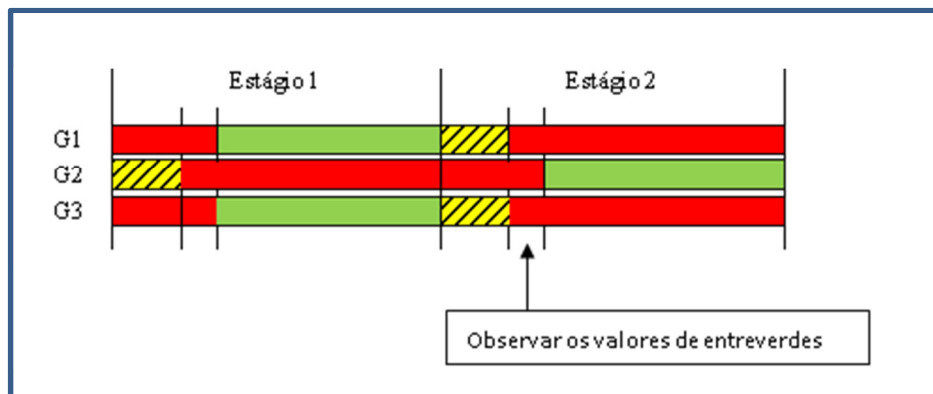 Estágio 1 Estágio 2
G1
G2
G3
Observar os valores de entreverdes